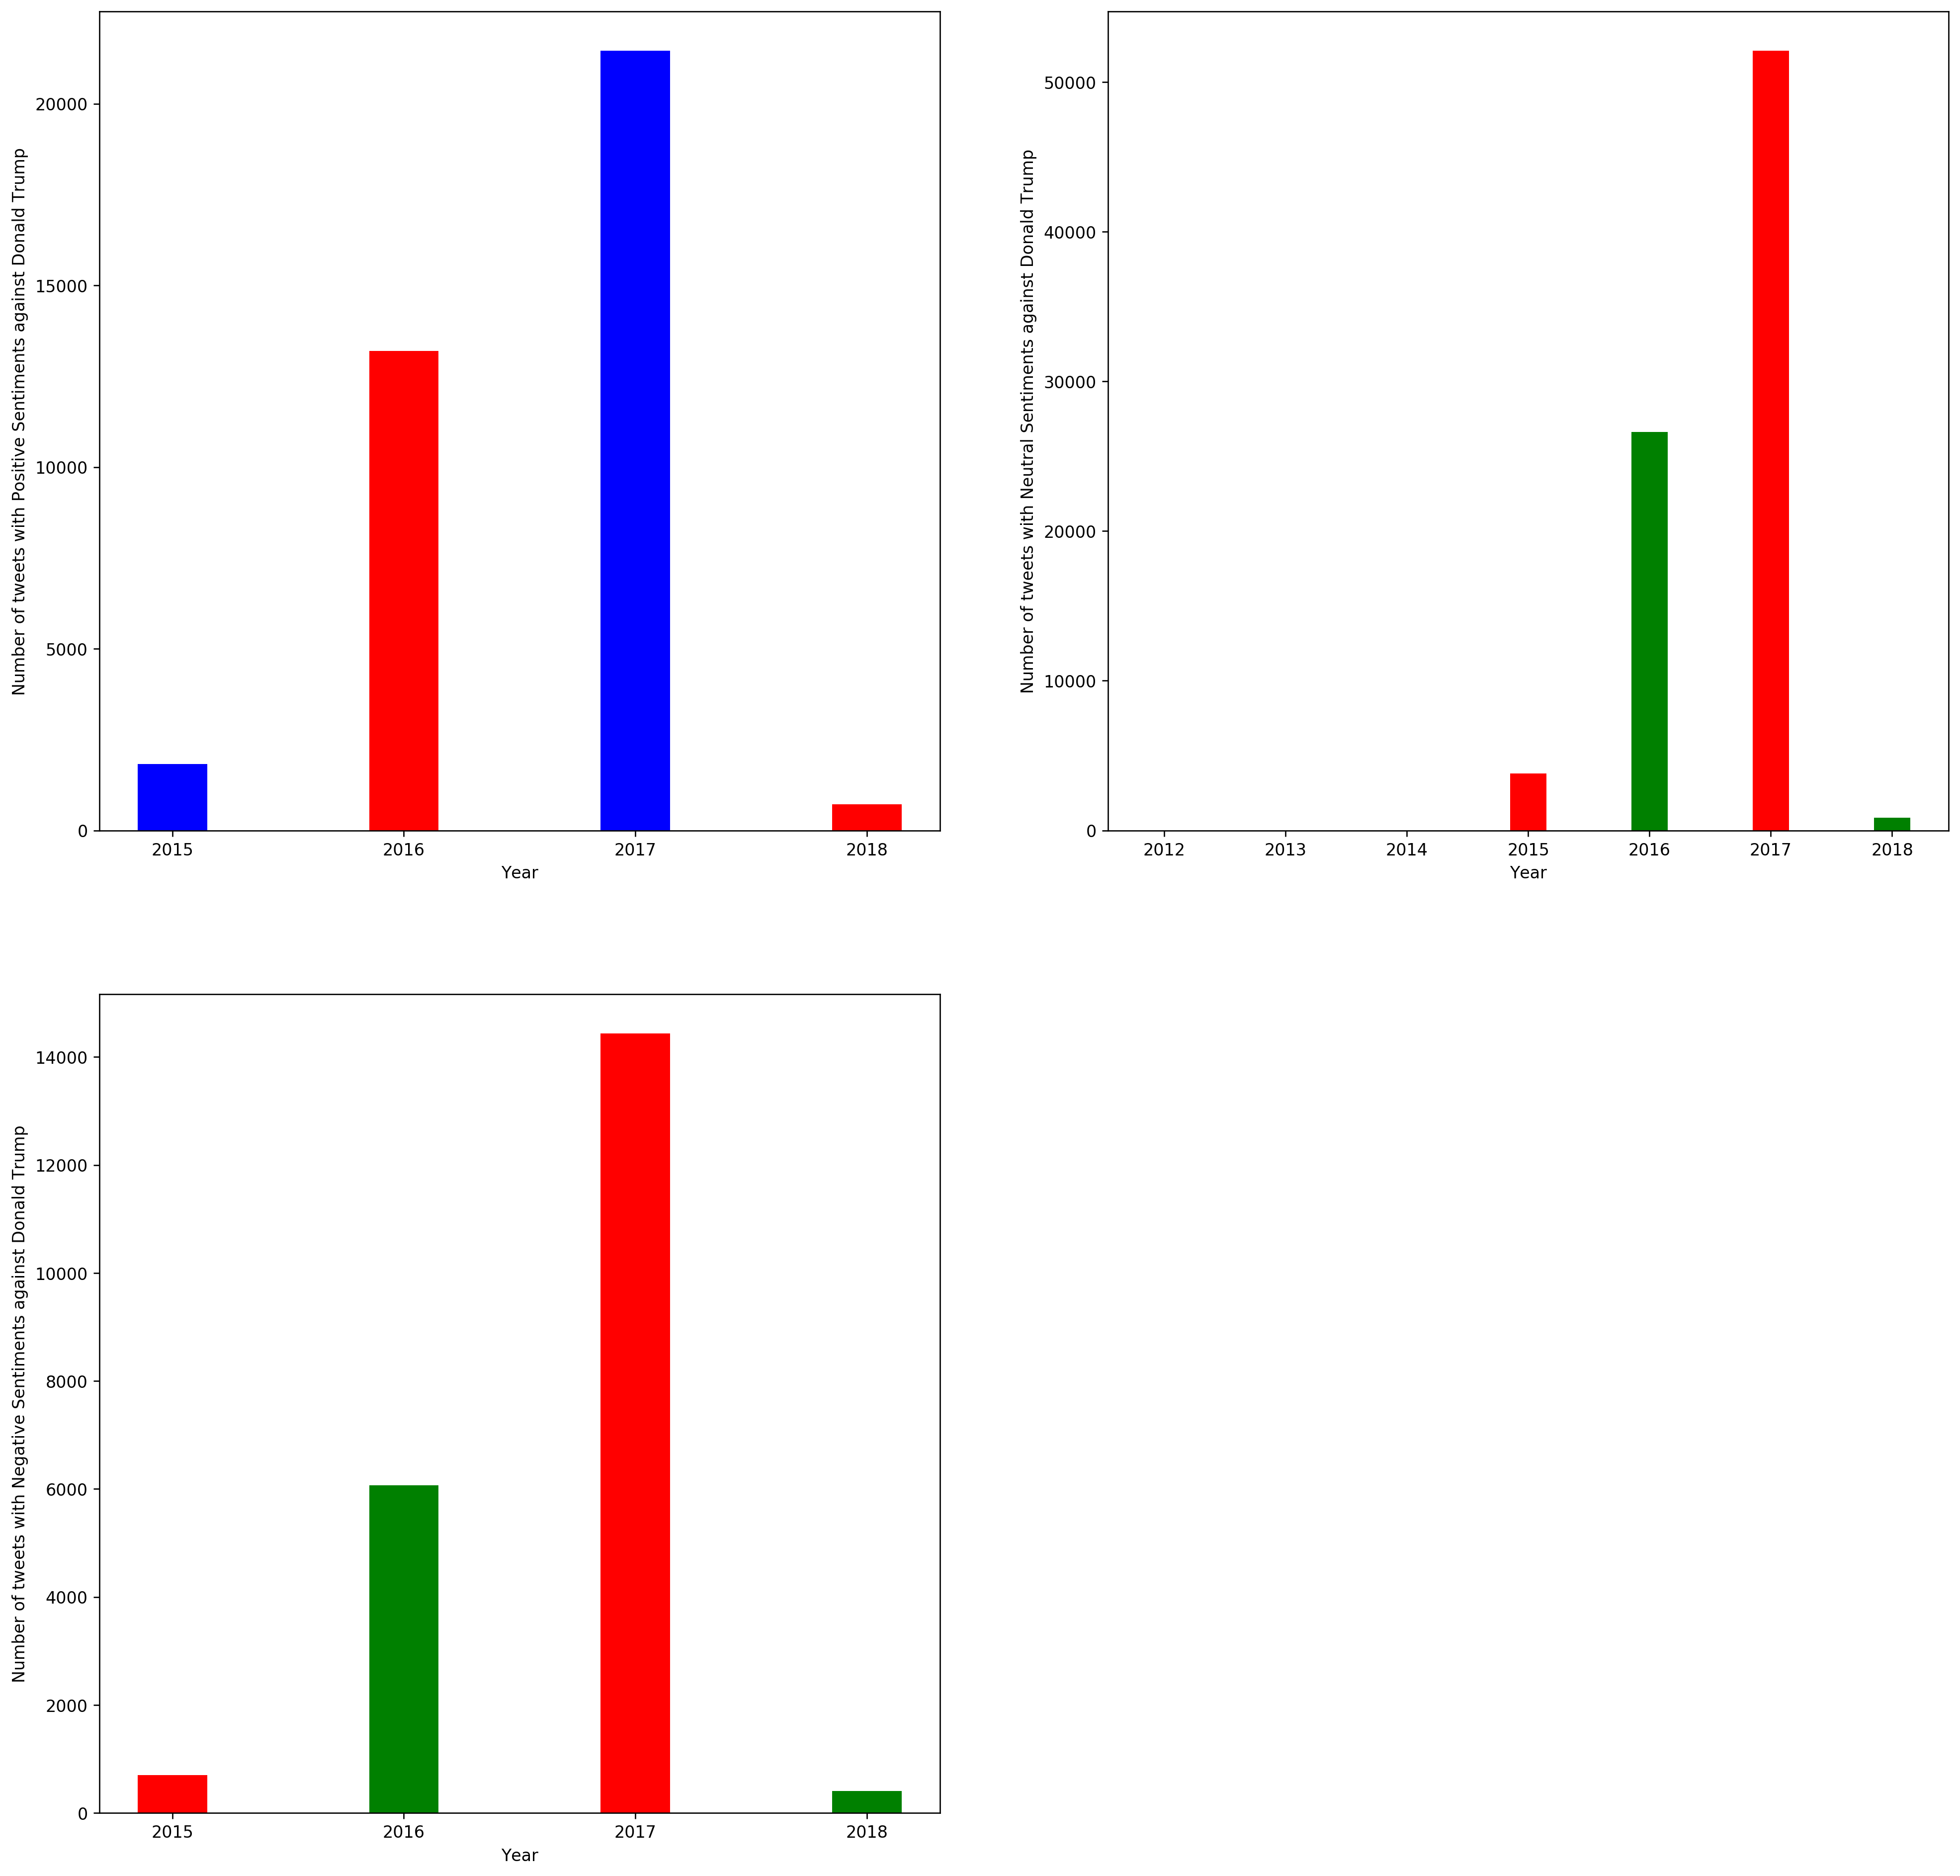 Number of tweets with Positive Sentiments against Donald Trump
20000
15000
10000
5000
0
2015 2016 2017 2018
Year
Number of tweets with Neutral Sentiments against Donald Trump
50000
40000
30000
20000
10000
0
2012 2013 2014 2015 2016 2017 2018
Year
Number of tweets with Negative Sentiments against Donald Trump
14000
12000
10000
8000
6000
4000
2000
0
2015 2016 2017 2018
Year